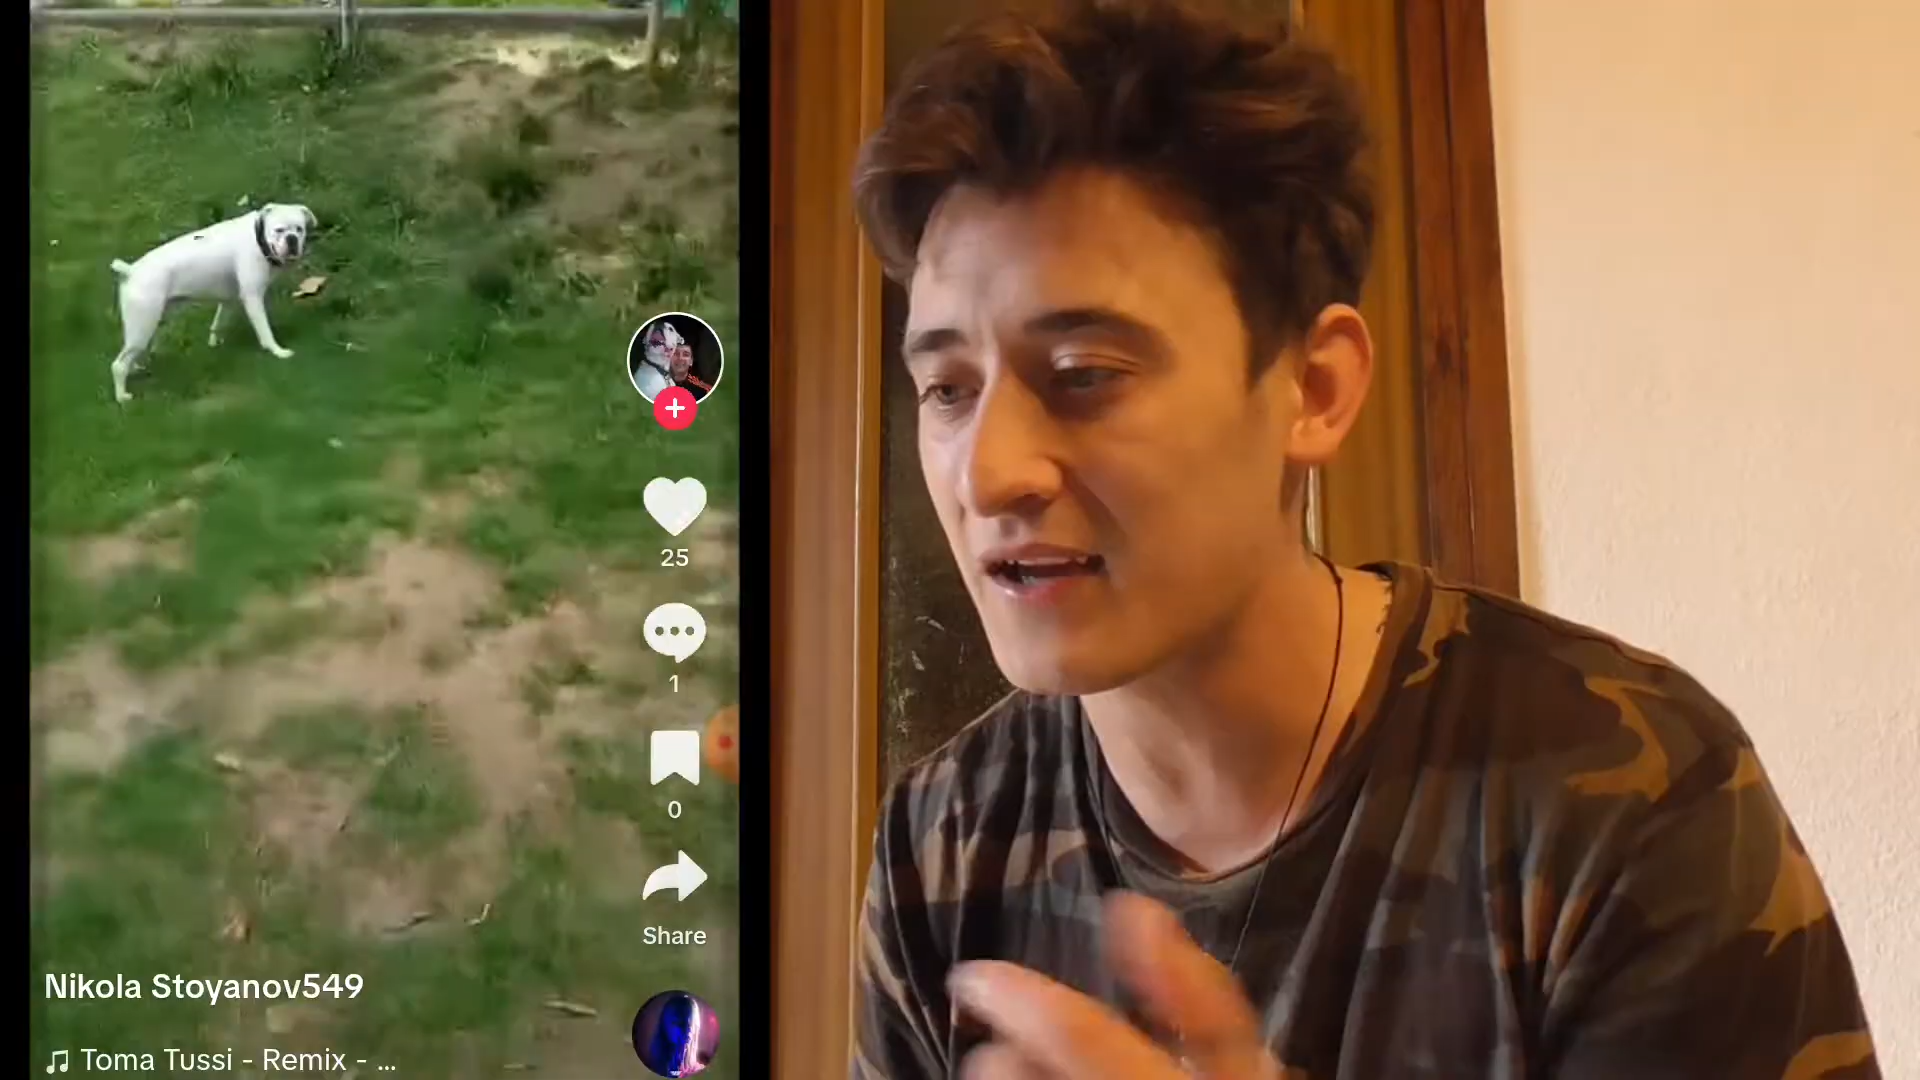 25
1
0
Share
Nikola Stoyanov549
Toma Tussi - Remix - ...